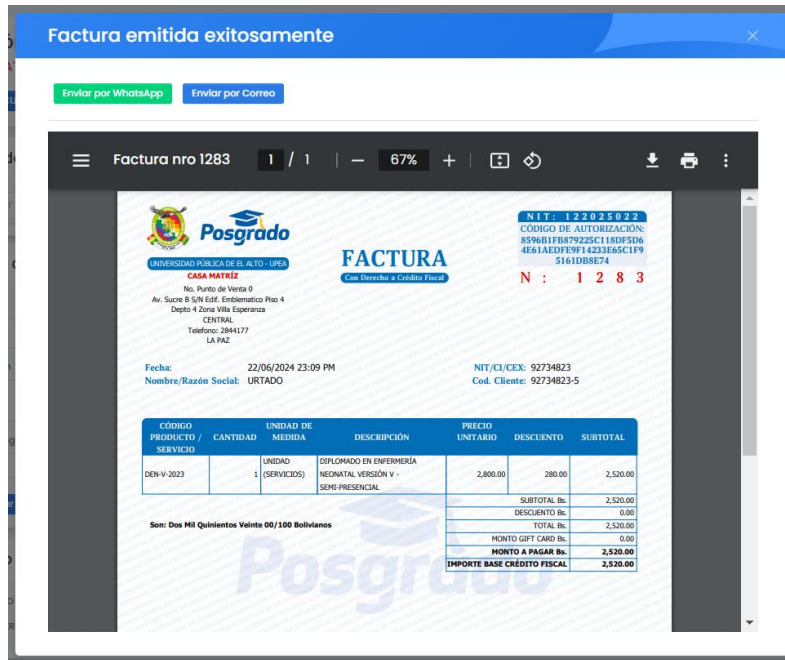 Factura emitida exitosamente
Enviar por WhatsApp
Enviar por Correo
Factura nro 1283
1 / 1
67%
Posgrado
UNIVERSIDAD PÚBLICA DE EL ALTO - UPEA
CASA MATRÍZ
No. Punto de Venta 0
Av. Sucre B S/N Edif. Emblematico Piso 4
Depto 4 Zona Villa Esperanza
CENTRAL
Telefono: 2844177
LA PAZ
FACTURA
Con Derecho a Crédito Fiscal
NIT: 122025022
CÓDIGO DE AUTORIZACIÓN:
8596B1FB879225C118DF5D6
4E61AEDFE9F14233E65C1F9
5161DB8E74
N : 1 2 8 3
Fecha: 22/06/2024 23:09 PM
Nombre/Razón Social: URTADO
NIT/CI/CEX: 92734823
Cod. Cliente: 92734823-5
CÓDIGO PRODUCTO / SERVICIO CANTIDAD UNIDAD DE MEDIDA DESCRIPCIÓN PRECIO UNITARIO DESCUENTO SUBTOTAL
DEN-V-2023 1 UNIDAD (SERVICIOS) DIPLOMADO EN ENFERMERÍA NEONATAL VERSIÓN V - SEMI-PRESENCIAL 2,800.00 280.00 2,520.00
SUBTOTAL Bs. 2,520.00
DESCUENTO Bs. 0.00
Son: Dos Mil Quinientos Veinte 00/100 Bolivianos
TOTAL Bs. 2,520.00
MONTO GIFT CARD Bs. 0.00
MONTO A PAGAR Bs. 2,520.00
IMPORTE BASE CRÉDITO FISCAL 2,520.00
Posgrado